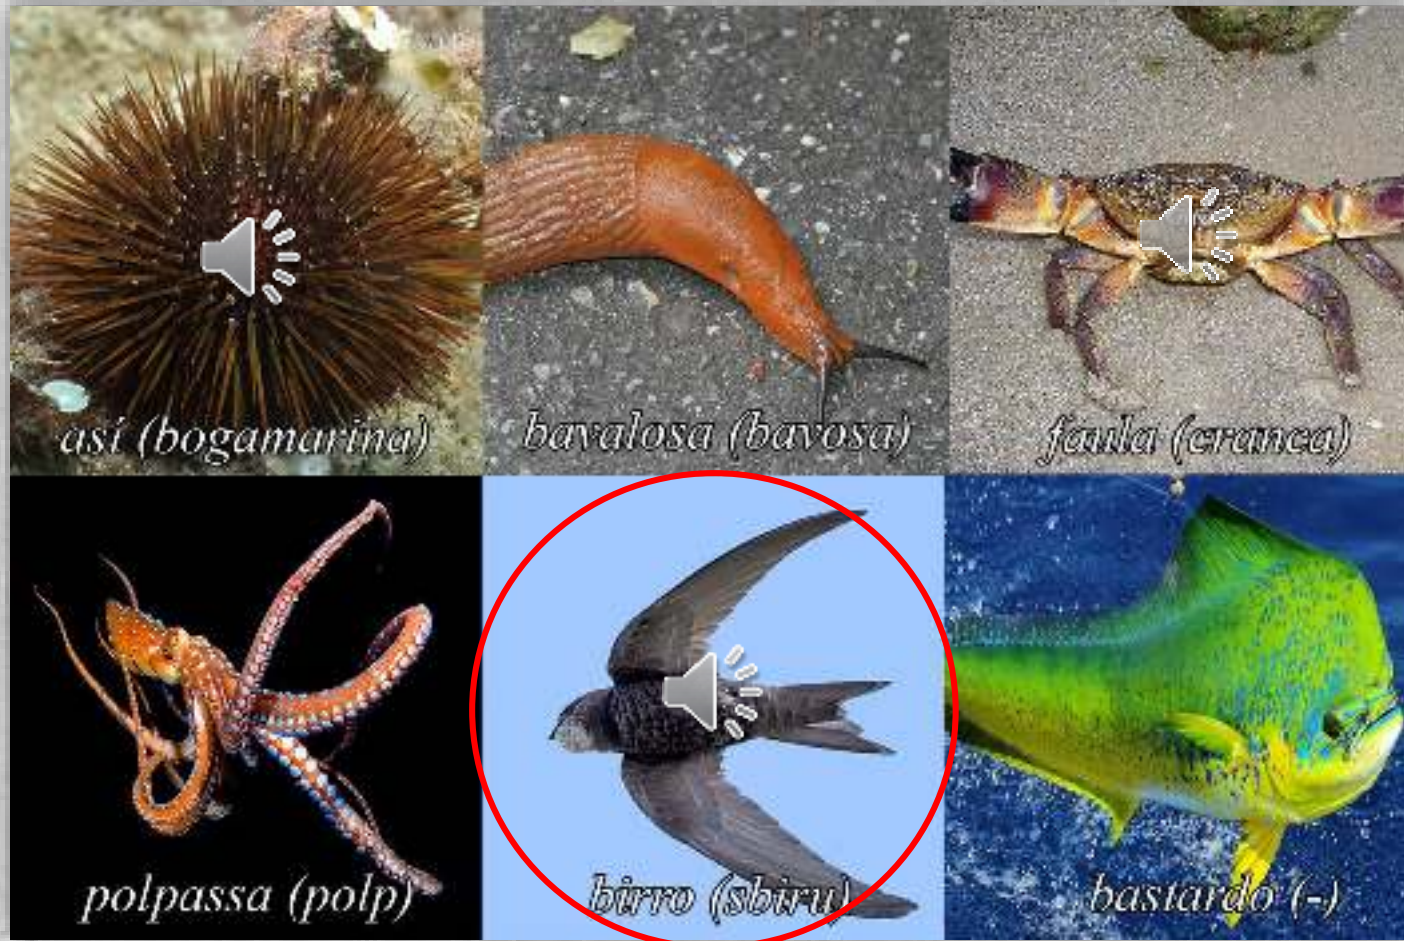 así (bogamarina)
bavalosa (bavosa)
faula (cranca)
polpassa (polp)
birro (sbiru)
bastardo (-)